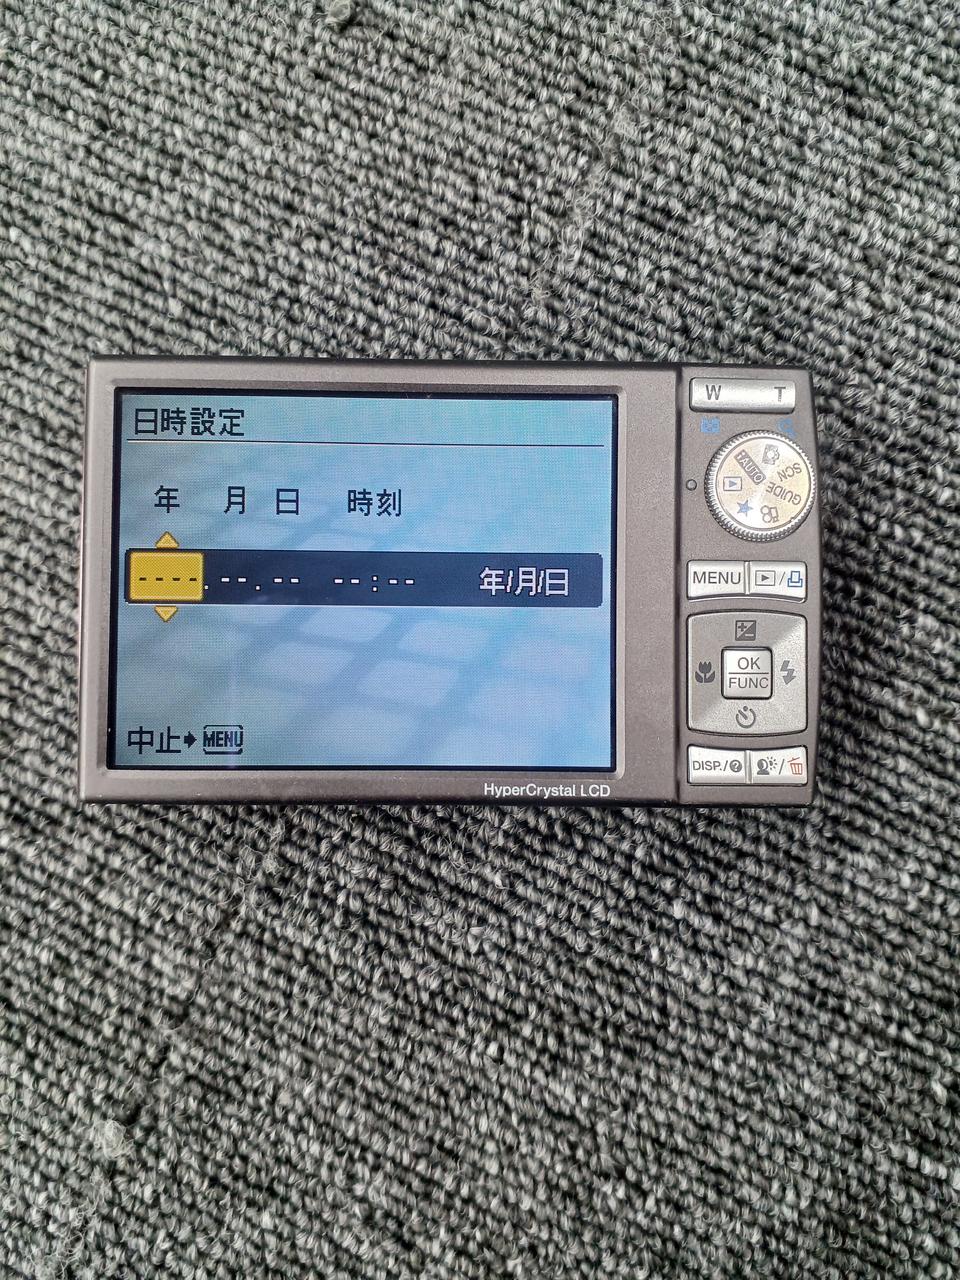 日時設定
年 月 日 時刻
----.--.-- --:-- 年/月/日
中止 MENU
HyperCrystal LCD
W T
iAUTO
SCN
GUIDE
MENU
OK
FUNC
DISP./?